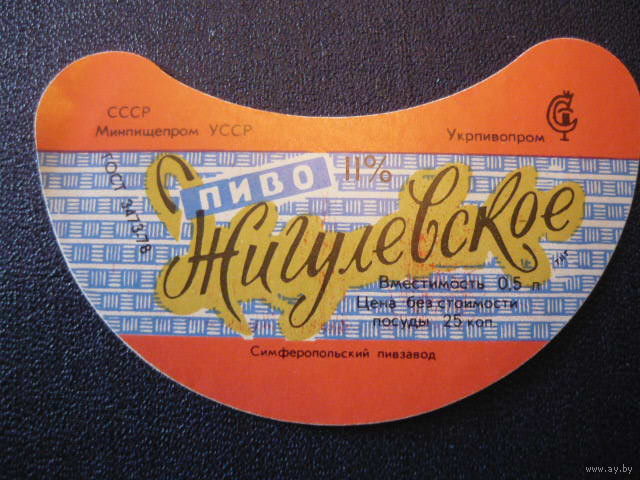 СССР
Минпищепром УССР
Укрпивопром
ГОСТ 3473-78
ПИВО
11%
Жигулевское
Вместимость 0,5 л
Цена без стоимости
посуды 25 коп.
Симферопольский пивзавод
www.ay.by